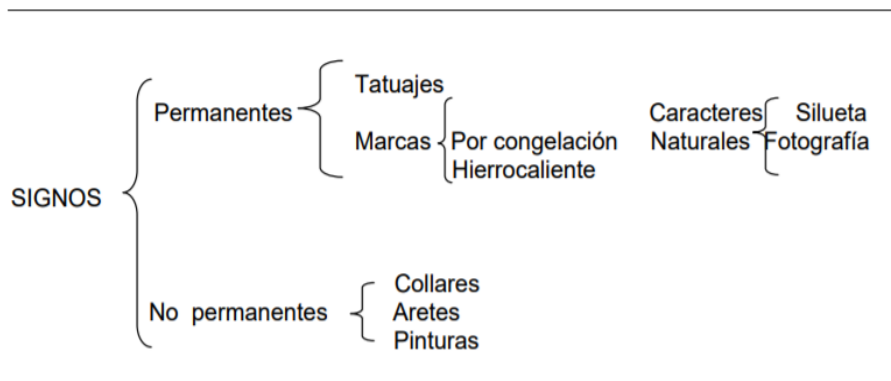 Tatuajes
Permanentes
Caracteres Silueta
Marcas Por congelación Naturales Fotografía
Hierrocaliente
SIGNOS
Collares
No permanentes Aretes
Pinturas